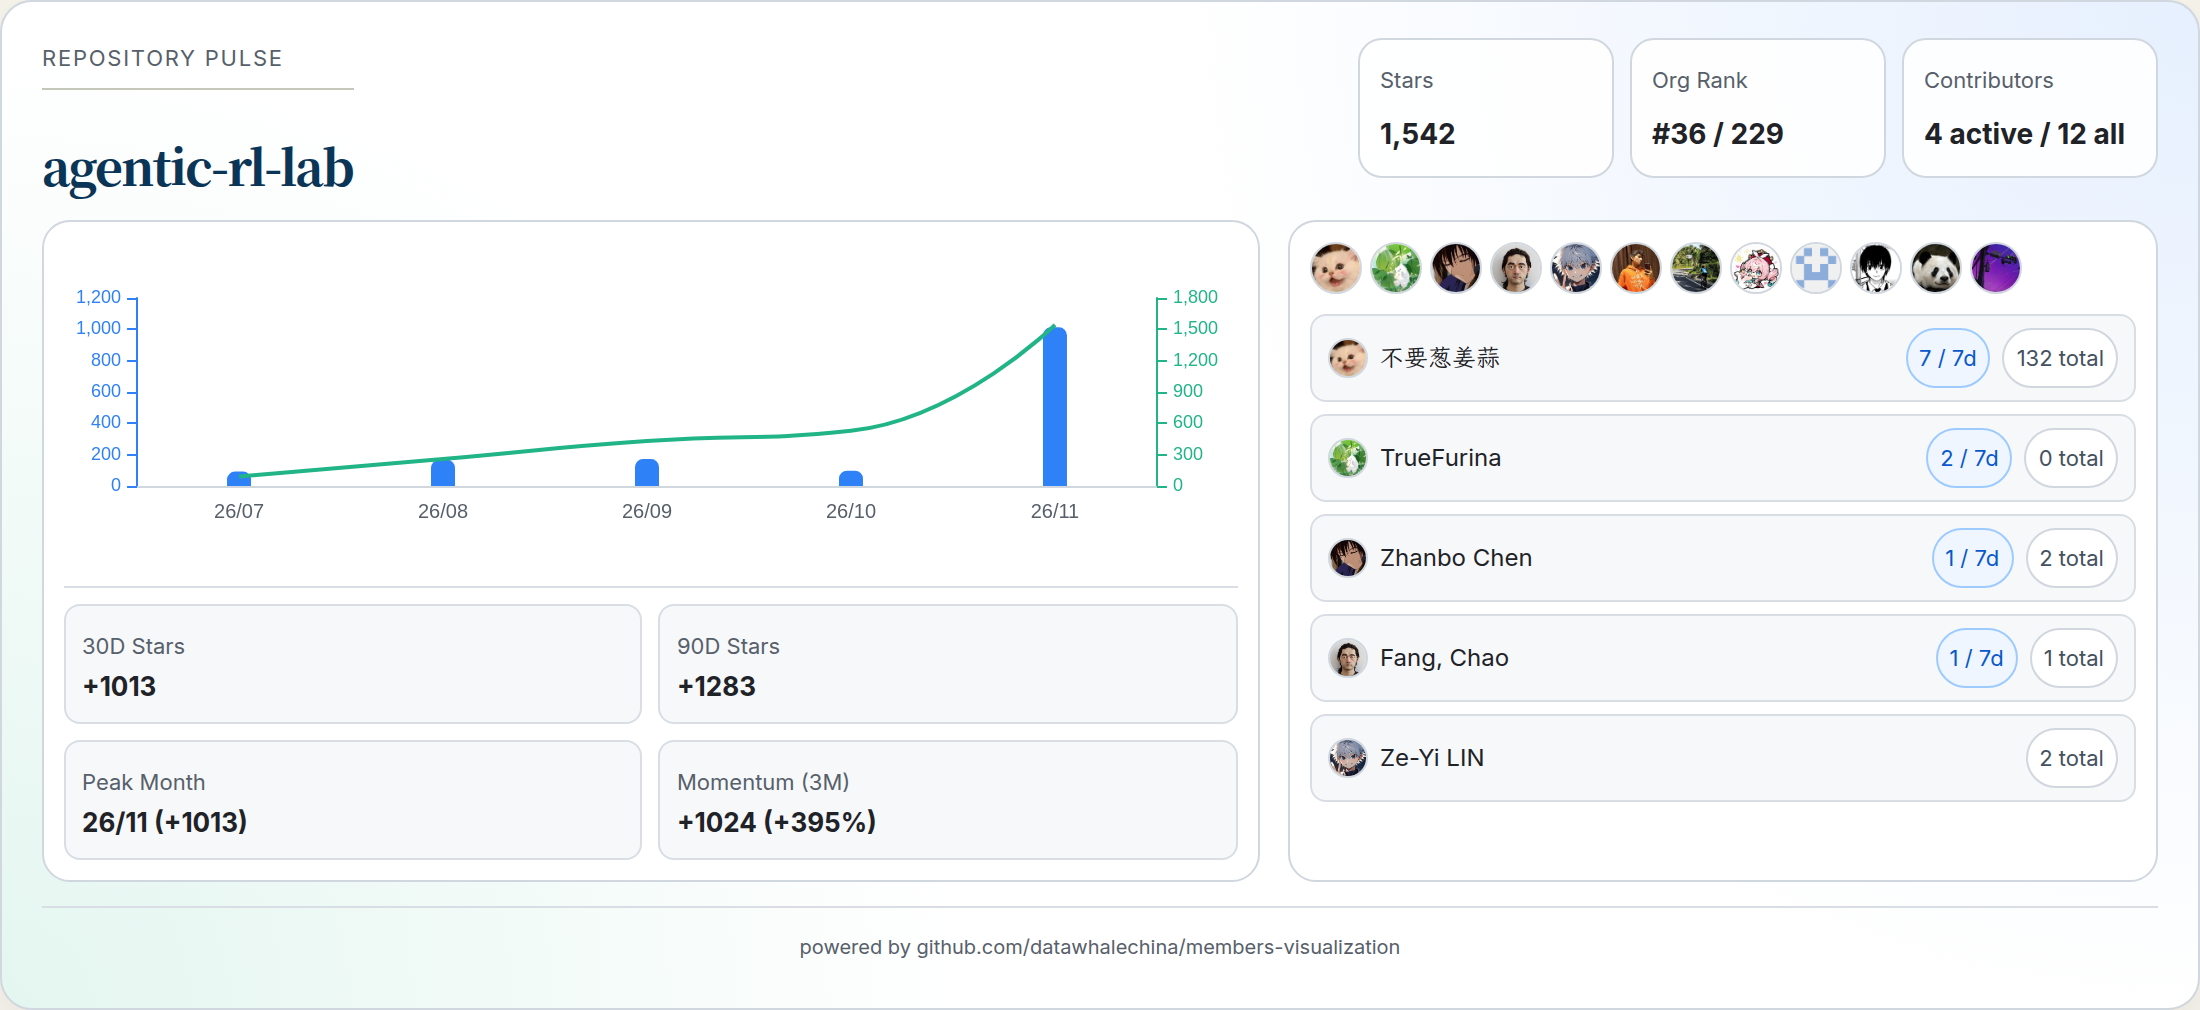 REPOSITORY PULSE
agentic-rl-lab
Stars
1,542
Org Rank
#36 / 229
Contributors
4 active / 12 all
1,200
1,000
800
600
400
200
0
1,800
1,500
1,200
900
600
300
0
26/07
26/08
26/09
26/10
26/11
30D Stars
+1013
90D Stars
+1283
Peak Month
26/11 (+1013)
Momentum (3M)
+1024 (+395%)
不要葱姜蒜
7 / 7d
132 total
TrueFurina
2 / 7d
0 total
Zhanbo Chen
1 / 7d
2 total
Fang, Chao
1 / 7d
1 total
Ze-Yi LIN
2 total
powered by github.com/datawhalechina/members-visualization